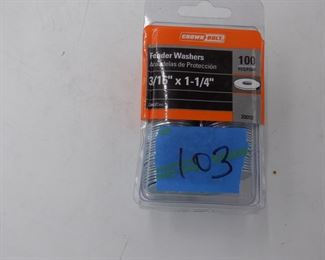 CROWN BOLT
Fender Washers
Arandelas de Protección
100
3/16" x 1-1/4"
103